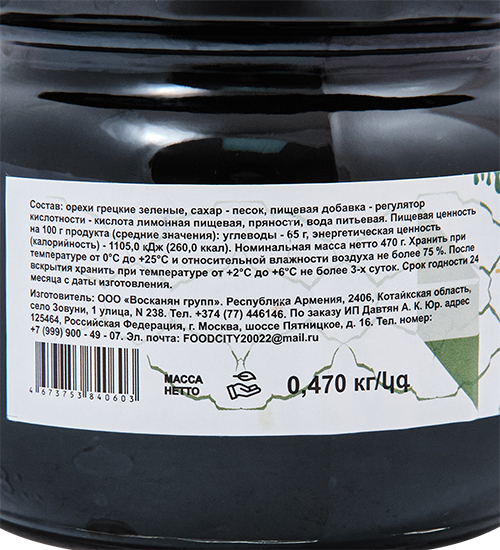 Состав: орехи грецкие зеленые, сахар - песок, пищевая добавка - регулятор
кислотности - кислота лимонная пищевая, пряности, вода питьевая. Пищевая ценность
на 100 г продукта (средние значения): углеводы - 65 г, энергетическая ценность
(калорийность) - 1105,0 кДж (260,0 ккал). Номинальная масса нетто 470 г. Хранить при
температуре от 0°С до +25°С и относительной влажности воздуха не более 75 %. После
вскрытия хранить при температуре от +2°С до +6°С не более 3-х суток. Срок годности 24
месяца с даты изготовления.
Изготовитель: ООО «Восканян групп». Республика Армения, 2406, Котайкская область,
село Зовуни, 1 улица, N 238. Тел. +374 (77) 446146. По заказу ИП Давтян А. К. Юр. адрес
125464, Российская Федерация, г. Москва, шоссе Пятницкое, д. 16. Тел. номер:
+7 (999) 900 - 49 - 07. Эл. почта: FOODCITY20022@mail.ru
МАССА
НЕТТО
0,470 кг/կգ
4 673753 840603